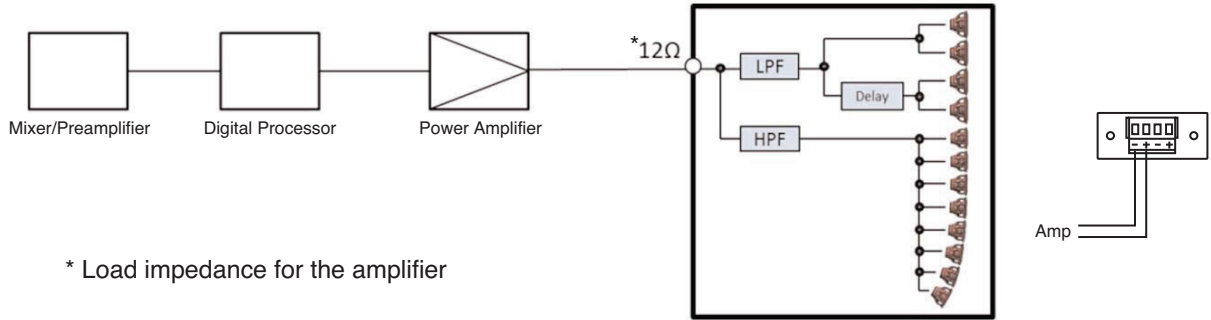 *12Ω
LPF
Delay
HPF
Mixer/Preamplifier
Digital Processor
Power Amplifier
- + - +
Amp
* Load impedance for the amplifier